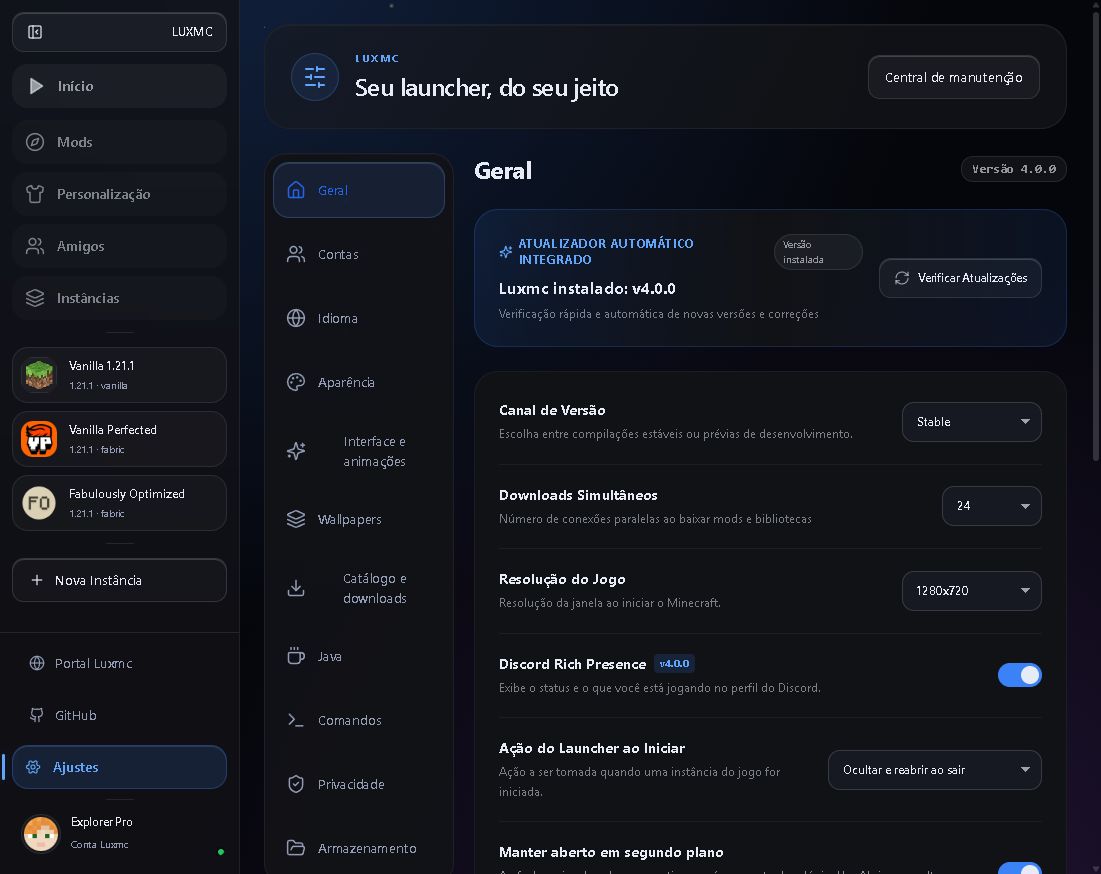 LUXMC
Início
Mods
Personalização
Amigos
Instâncias
Vanilla 1.21.1
1.21.1 · vanilla
Vanilla Perfected
1.21.1 · fabric
FO
Fabulously Optimized
1.21.1 · fabric
Nova Instância
Portal Luxmc
GitHub
Ajustes
ExplorerPro
Conta Luxmc
LUXMC
Seu launcher, do seu jeito
Central de manutenção
Geral
Contas
Idioma
Aparência
Interface e
animações
Wallpapers
Catálogo e
downloads
Java
Comandos
Privacidade
Armazenamento
Geral
Versão 4.0.0
ATUALIZADOR AUTOMÁTICO
INTEGRADO
Versão
instalada
Luxmc instalado: v4.0.0
Verificação rápida e automática de novas versões e correções
Verificar Atualizações
Canal de Versão
Escolha entre compilações estáveis ou prévias de desenvolvimento.
Stable
Downloads Simultâneos
Número de conexões paralelas ao baixar mods e bibliotecas
24
Resolução do Jogo
Resolução da janela ao iniciar o Minecraft.
1280x720
Discord Rich Presence v4.0.0
Exibe o status e o que você está jogando no perfil do Discord.
Ação do Launcher ao Iniciar
Ação a ser tomada quando uma instância do jogo for
iniciada.
Ocultar e reabrir ao sair
Manter aberto em segundo plano